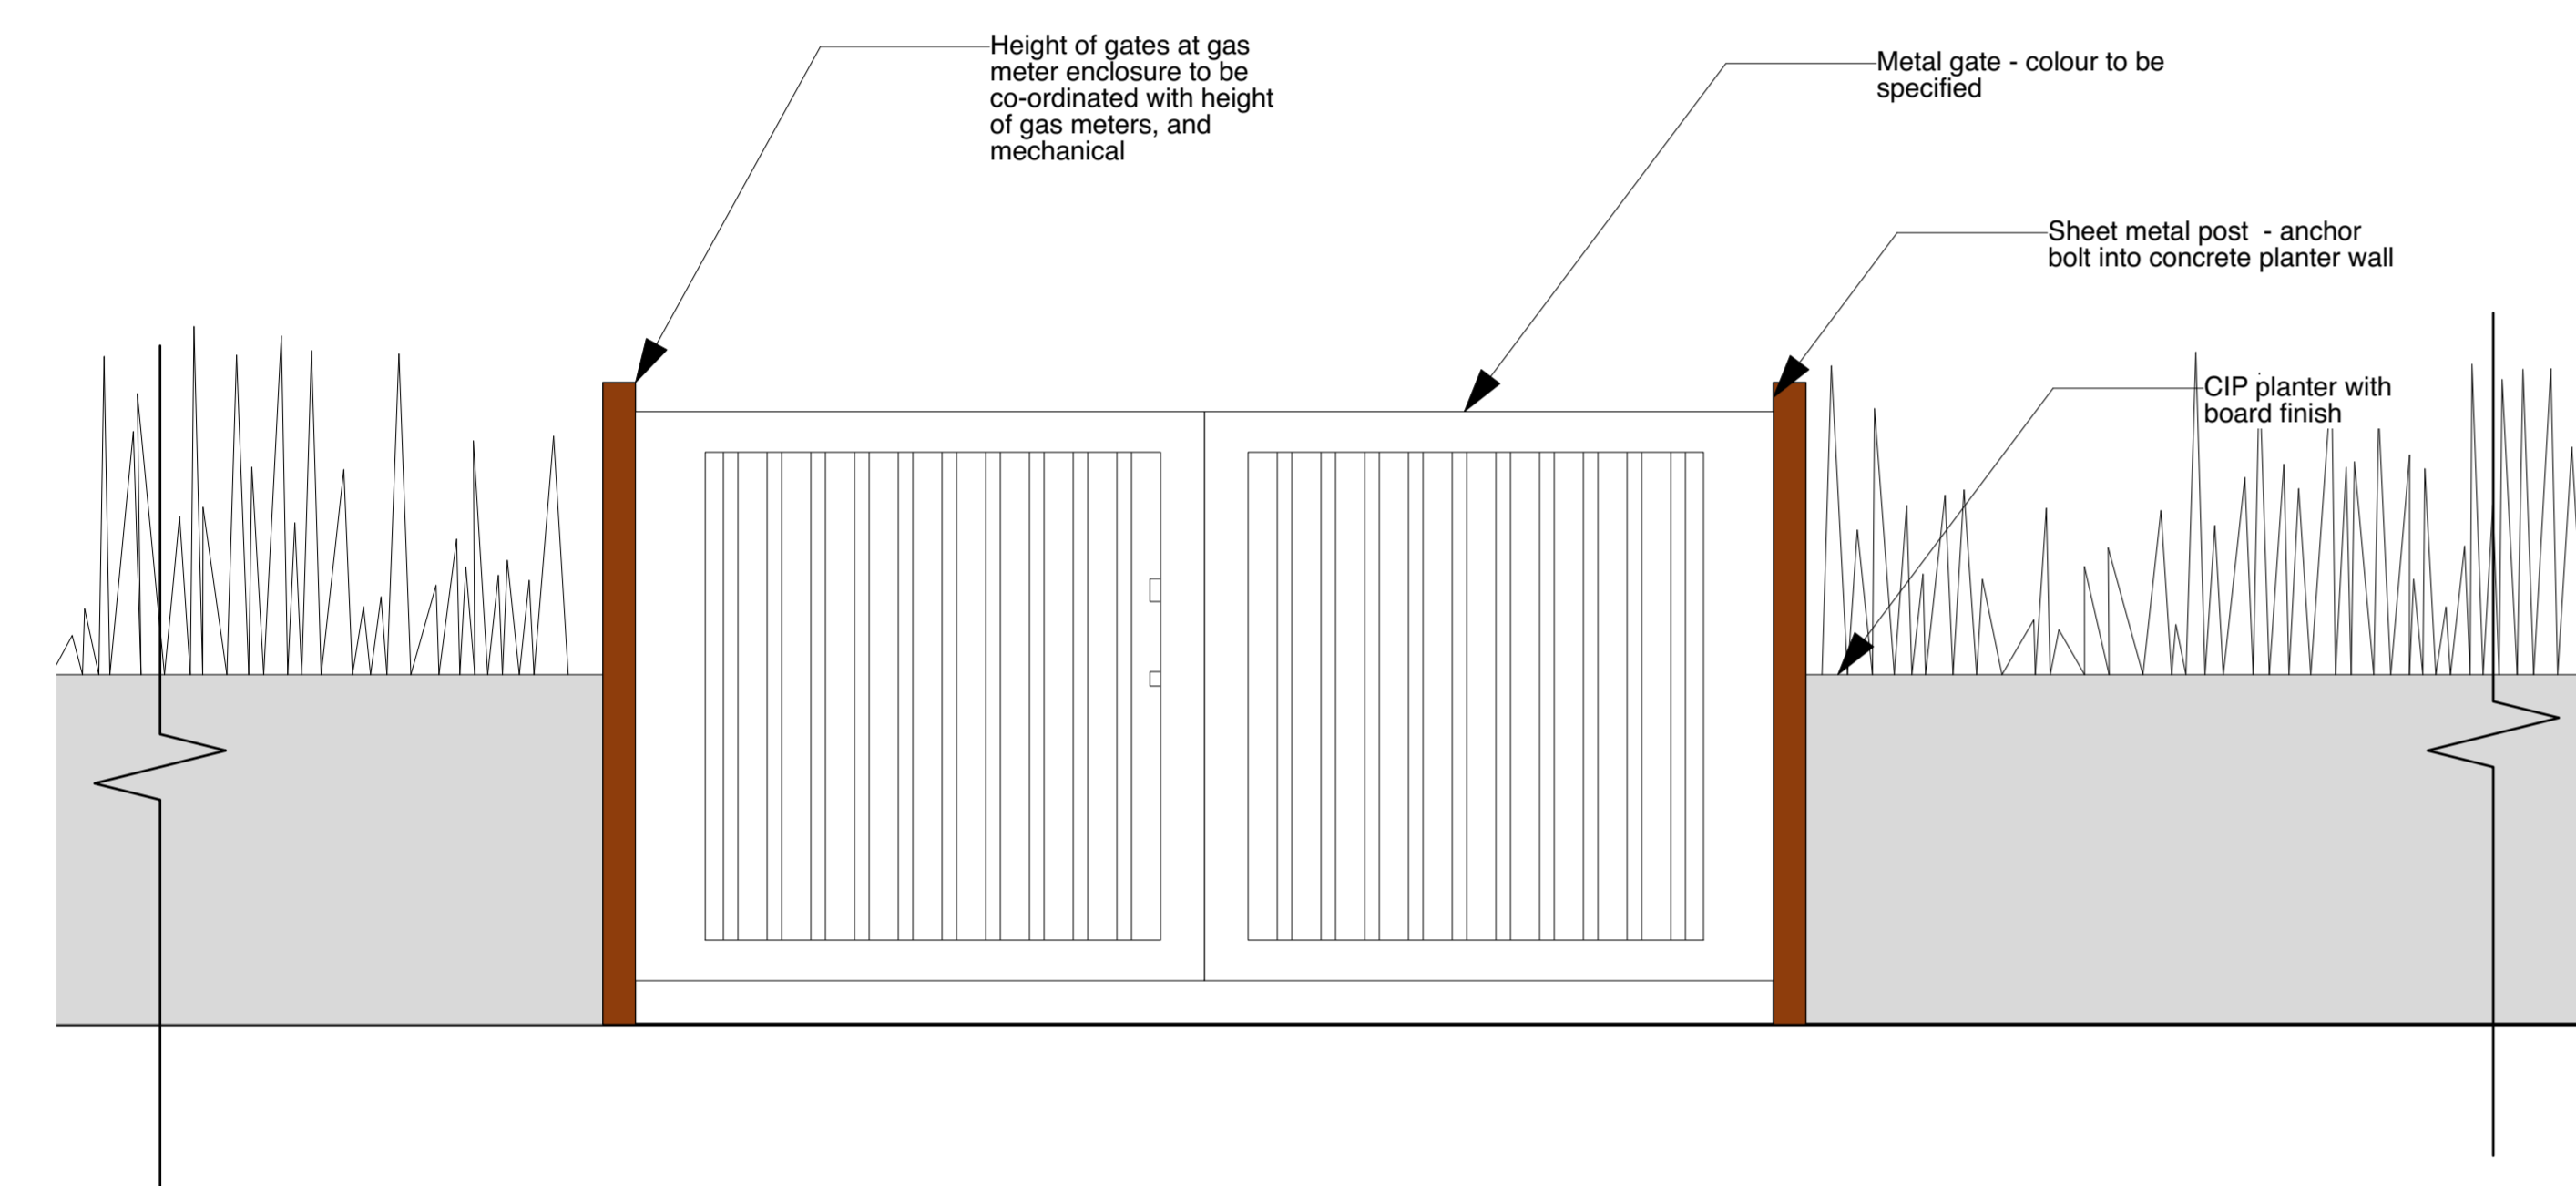 Height of gates at gas
meter enclosure to be
co-ordinated with height
of gas meters, and
mechanical
Metal gate - colour to be
specified
Sheet metal post  - anchor
bolt into concrete planter wall
CIP planter with
board finish